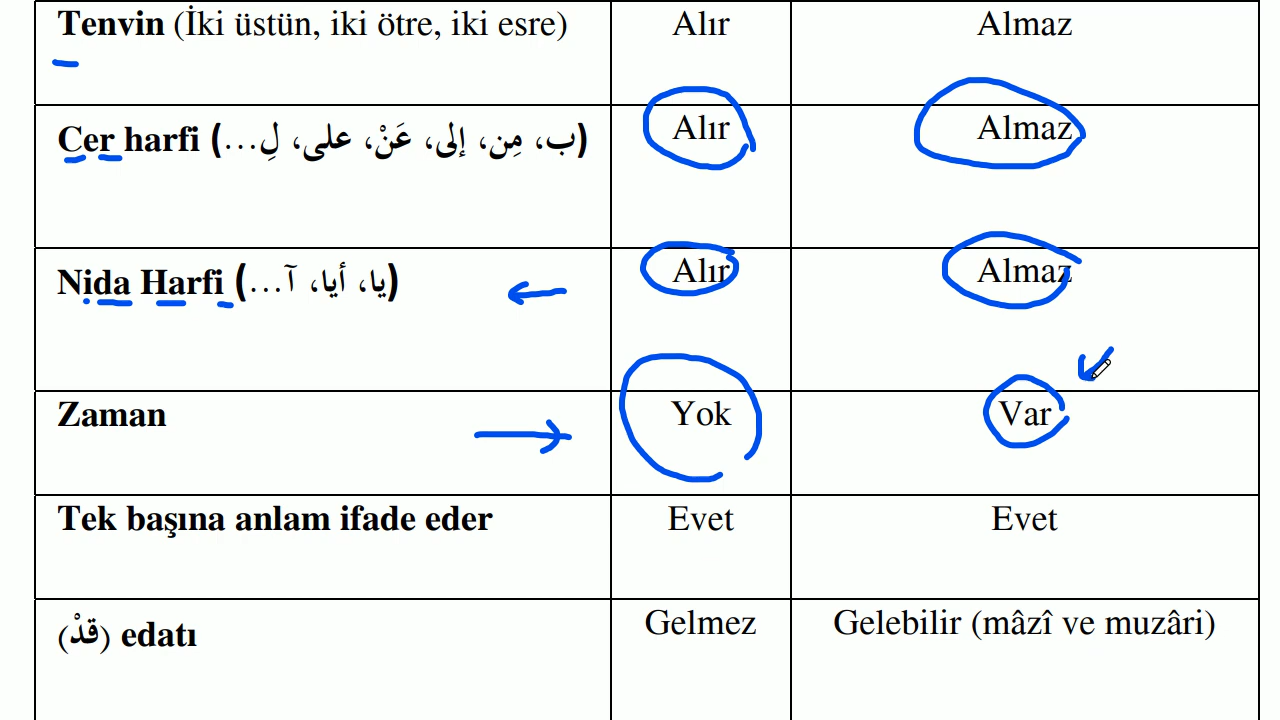 Tenvin (İki üstün, iki ötre, iki esre) Alır Almaz
Cer harfi (ب، مِن، إلى، عَنْ، على، لِ...) Alır Almaz
Nida Harfi (يا، أيا، آ...) Alır Almaz
Zaman Yok Var
Tek başına anlam ifade eder Evet Evet
(قدْ) edatı Gelmez Gelebilir (mâzî ve muzâri)